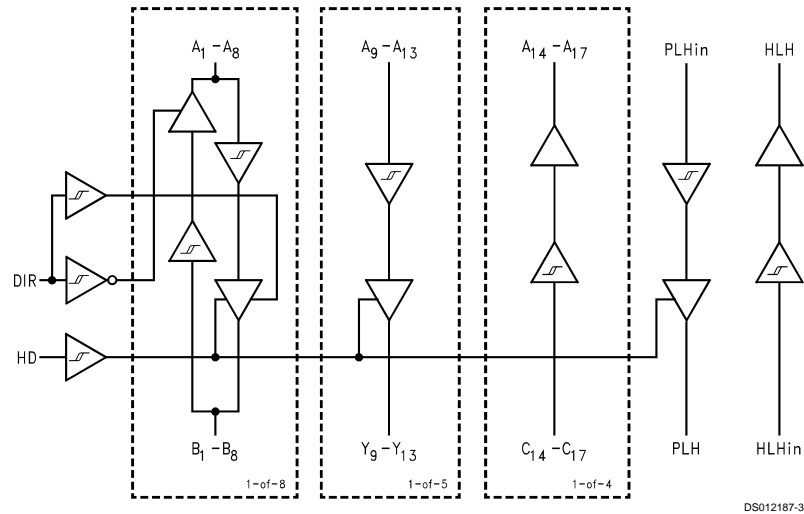 A1 – A8
A9 – A13
A14 – A17
PLHin
HLH
DIR
HD
B1 – B8
Y9 – Y13
C14 – C17
PLH
HLHin
1-of-8
1-of-5
1-of-4
DS012187-3